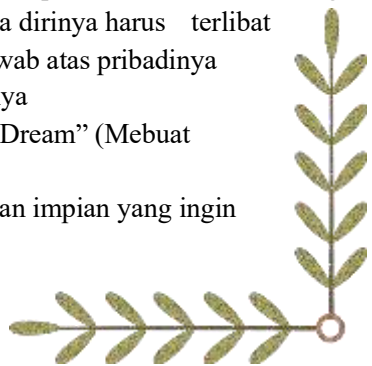 a dirinya harus terlibat
wab atas pribadinya
ya
Dream” (Mebuat
an impian yang ingin